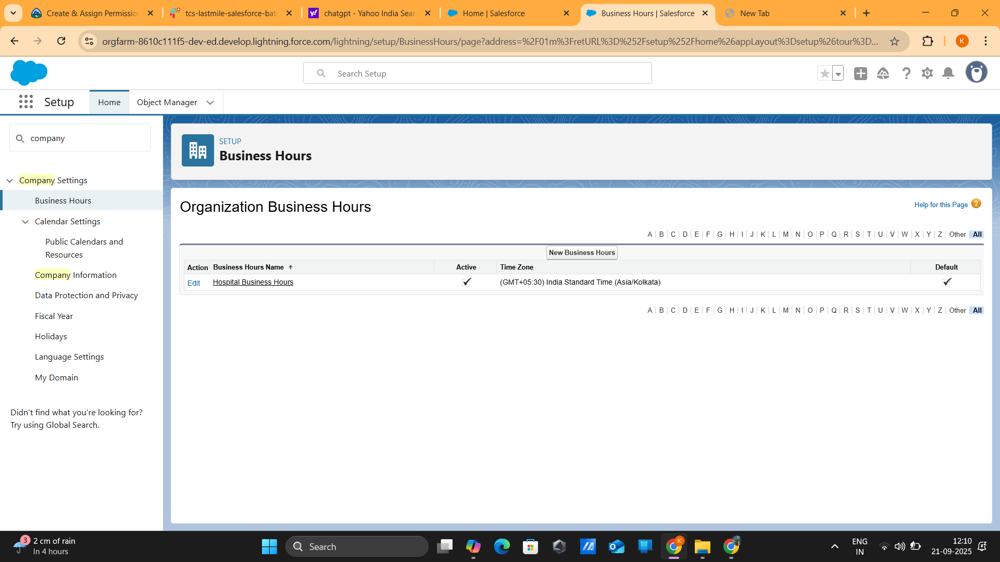 Create & Assign Permission
tcs-lastmile-salesforce-bat
chatgpt - Yahoo India Sear
Home | Salesforce
Business Hours | Salesforce
New Tab
orgfarm-8610c111f5-dev-ed.develop.lightning.force.com/lightning/setup/BusinessHours/page?address=%2F01m%3FretURL%3D%252Fsetup%252Fhome%26appLayout%3Dsetup%26tour%3D...
K
Search Setup
Setup
Home
Object Manager
company
SETUP
Business Hours
Company Settings
Business Hours
Calendar Settings
Public Calendars and
Resources
Company Information
Data Protection and Privacy
Fiscal Year
Holidays
Language Settings
My Domain
Didn't find what you're looking for?
Try using Global Search.
Organization Business Hours
Help for this Page ?
A B C D E F G H I J K L M N O P Q R S T U V W X Y Z Other All
New Business Hours
Action Business Hours Name Active Time Zone Default
Edit Hospital Business Hours (GMT+05:30) India Standard Time (Asia/Kolkata)
A B C D E F G H I J K L M N O P Q R S T U V W X Y Z Other All
3
2 cm of rain
In 4 hours
Search
K
ENG
IN
12:10
21-09-2025